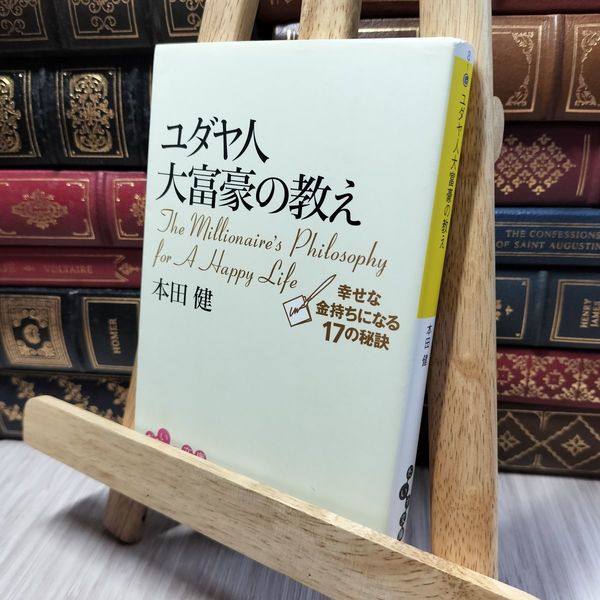 ユダヤ人
大富豪の教え
The Millionaire's Philosophy
for A Happy Life
本田 健
幸せな
金持ちになる
17の秘訣
ユダヤ人大富豪の教え
本田 健
VOLTAIRE
HOMER
THE CONFESSIONS
OF SAINT AUGUSTINE
HENRY
JAMES